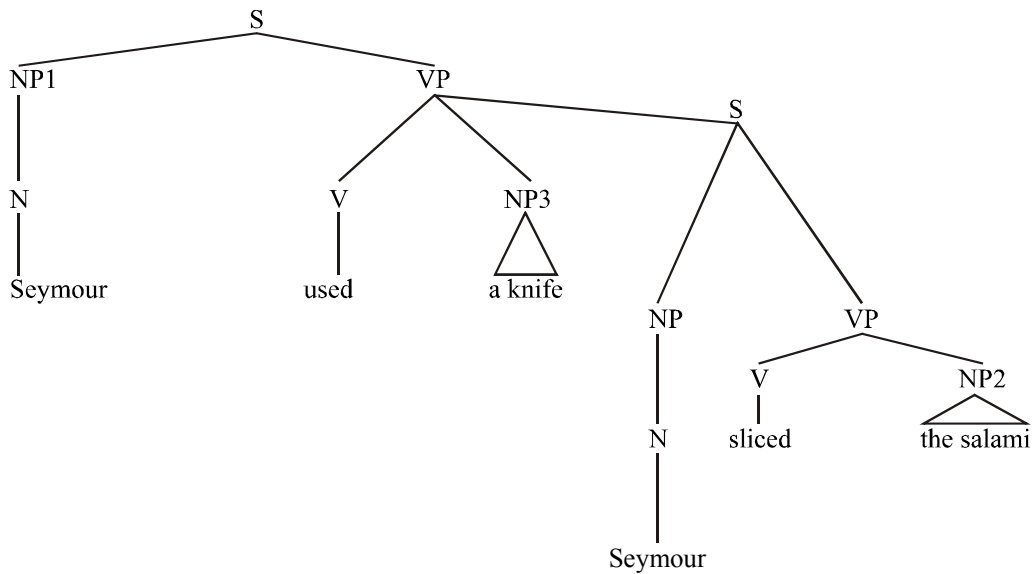 S
NP1 VP
S
N V NP3
Seymour used a knife
NP VP
V NP2
N sliced the salami
Seymour